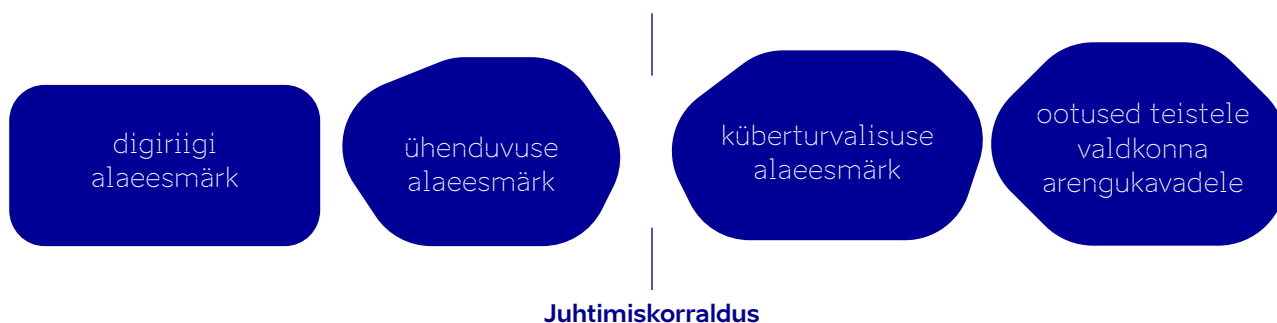 digiriigi
alaeesmärk
ühenduvuse
alaeesmärk
küberturvalisuse
alaeesmärk
ootused teistele
valdkonna
arengukavadele
Juhtimiskorraldus